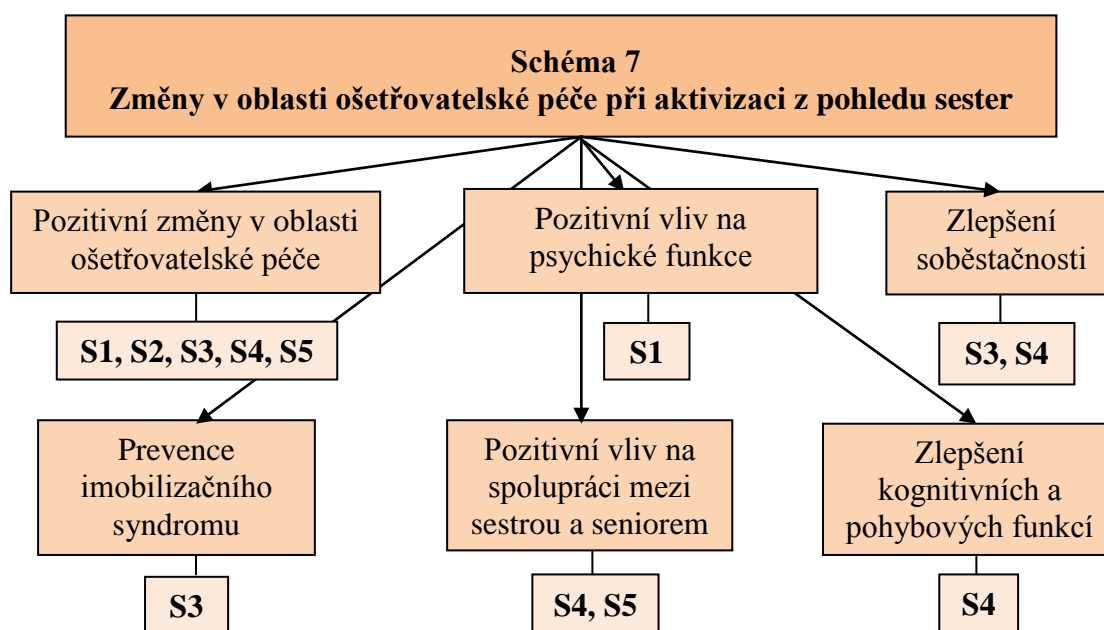 Schéma 7
Změny v oblasti ošetřovatelské péče při aktivizaci z pohledu sester
Pozitivní změny v oblasti
ošetřovatelské péče
S1, S2, S3, S4, S5
Pozitivní vliv na
psychické funkce
S1
Zlepšení
soběstačnosti
S3, S4
Prevence
imobilizačního
syndromu
S3
Pozitivní vliv na
spolupráci mezi
sestrou a seniorem
S4, S5
Zlepšení
kognitivních a
pohybových funkcí
S4